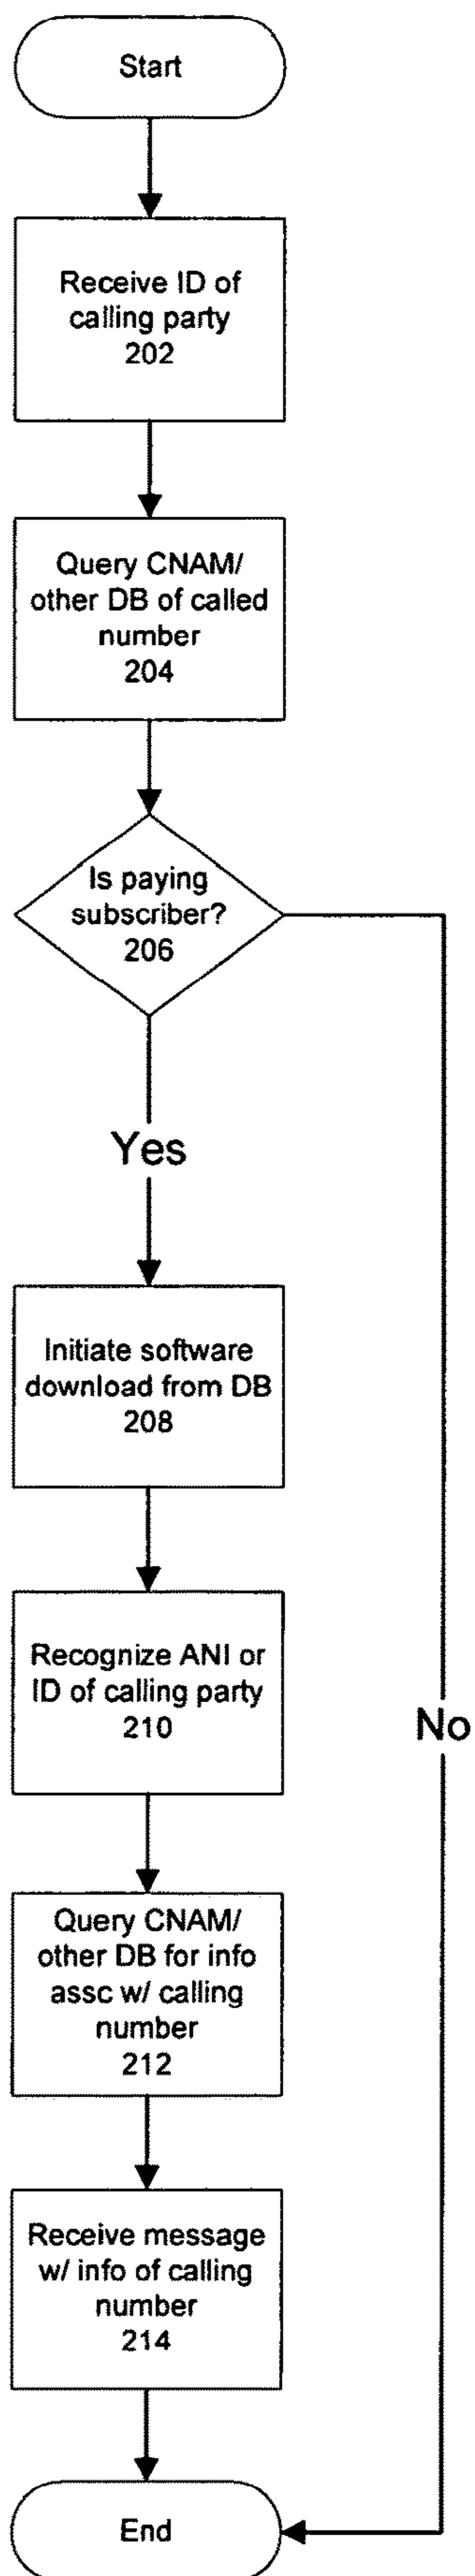 Start
Receive ID of
calling party
202
Query CNAM/
other DB of called
number
204
Is paying
subscriber?
206
Yes
Initiate software
download from DB
208
Recognize ANI or
ID of calling party
210
No
Query CNAM/
other DB for info
assc w/ calling
number
212
Receive message
w/ info of calling
number
214
End